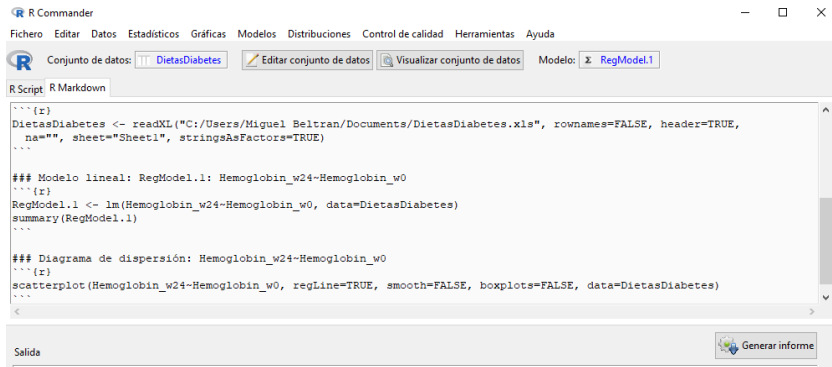 R Commander
Fichero Editar Datos Estadísticos Gráficas Modelos Distribuciones Control de calidad Herramientas Ayuda
Conjunto de datos: DietasDiabetes Editar conjunto de datos Visualizar conjunto de datos Modelo: Σ RegModel.1
R Script R Markdown
```{r}
DietasDiabetes <- readXL("C:/Users/Miguel Beltran/Documents/DietasDiabetes.xls", rownames=FALSE, header=TRUE,
  na="", sheet="Sheet1", stringsAsFactors=TRUE)
```
### Modelo lineal: RegModel.1: Hemoglobin_w24~Hemoglobin_w0
```{r}
RegModel.1 <- lm(Hemoglobin_w24~Hemoglobin_w0, data=DietasDiabetes)
summary(RegModel.1)
```
### Diagrama de dispersión: Hemoglobin_w24~Hemoglobin_w0
```{r}
scatterplot(Hemoglobin_w24~Hemoglobin_w0, regLine=TRUE, smooth=FALSE, boxplots=FALSE, data=DietasDiabetes)
```
Generar informe
Salida